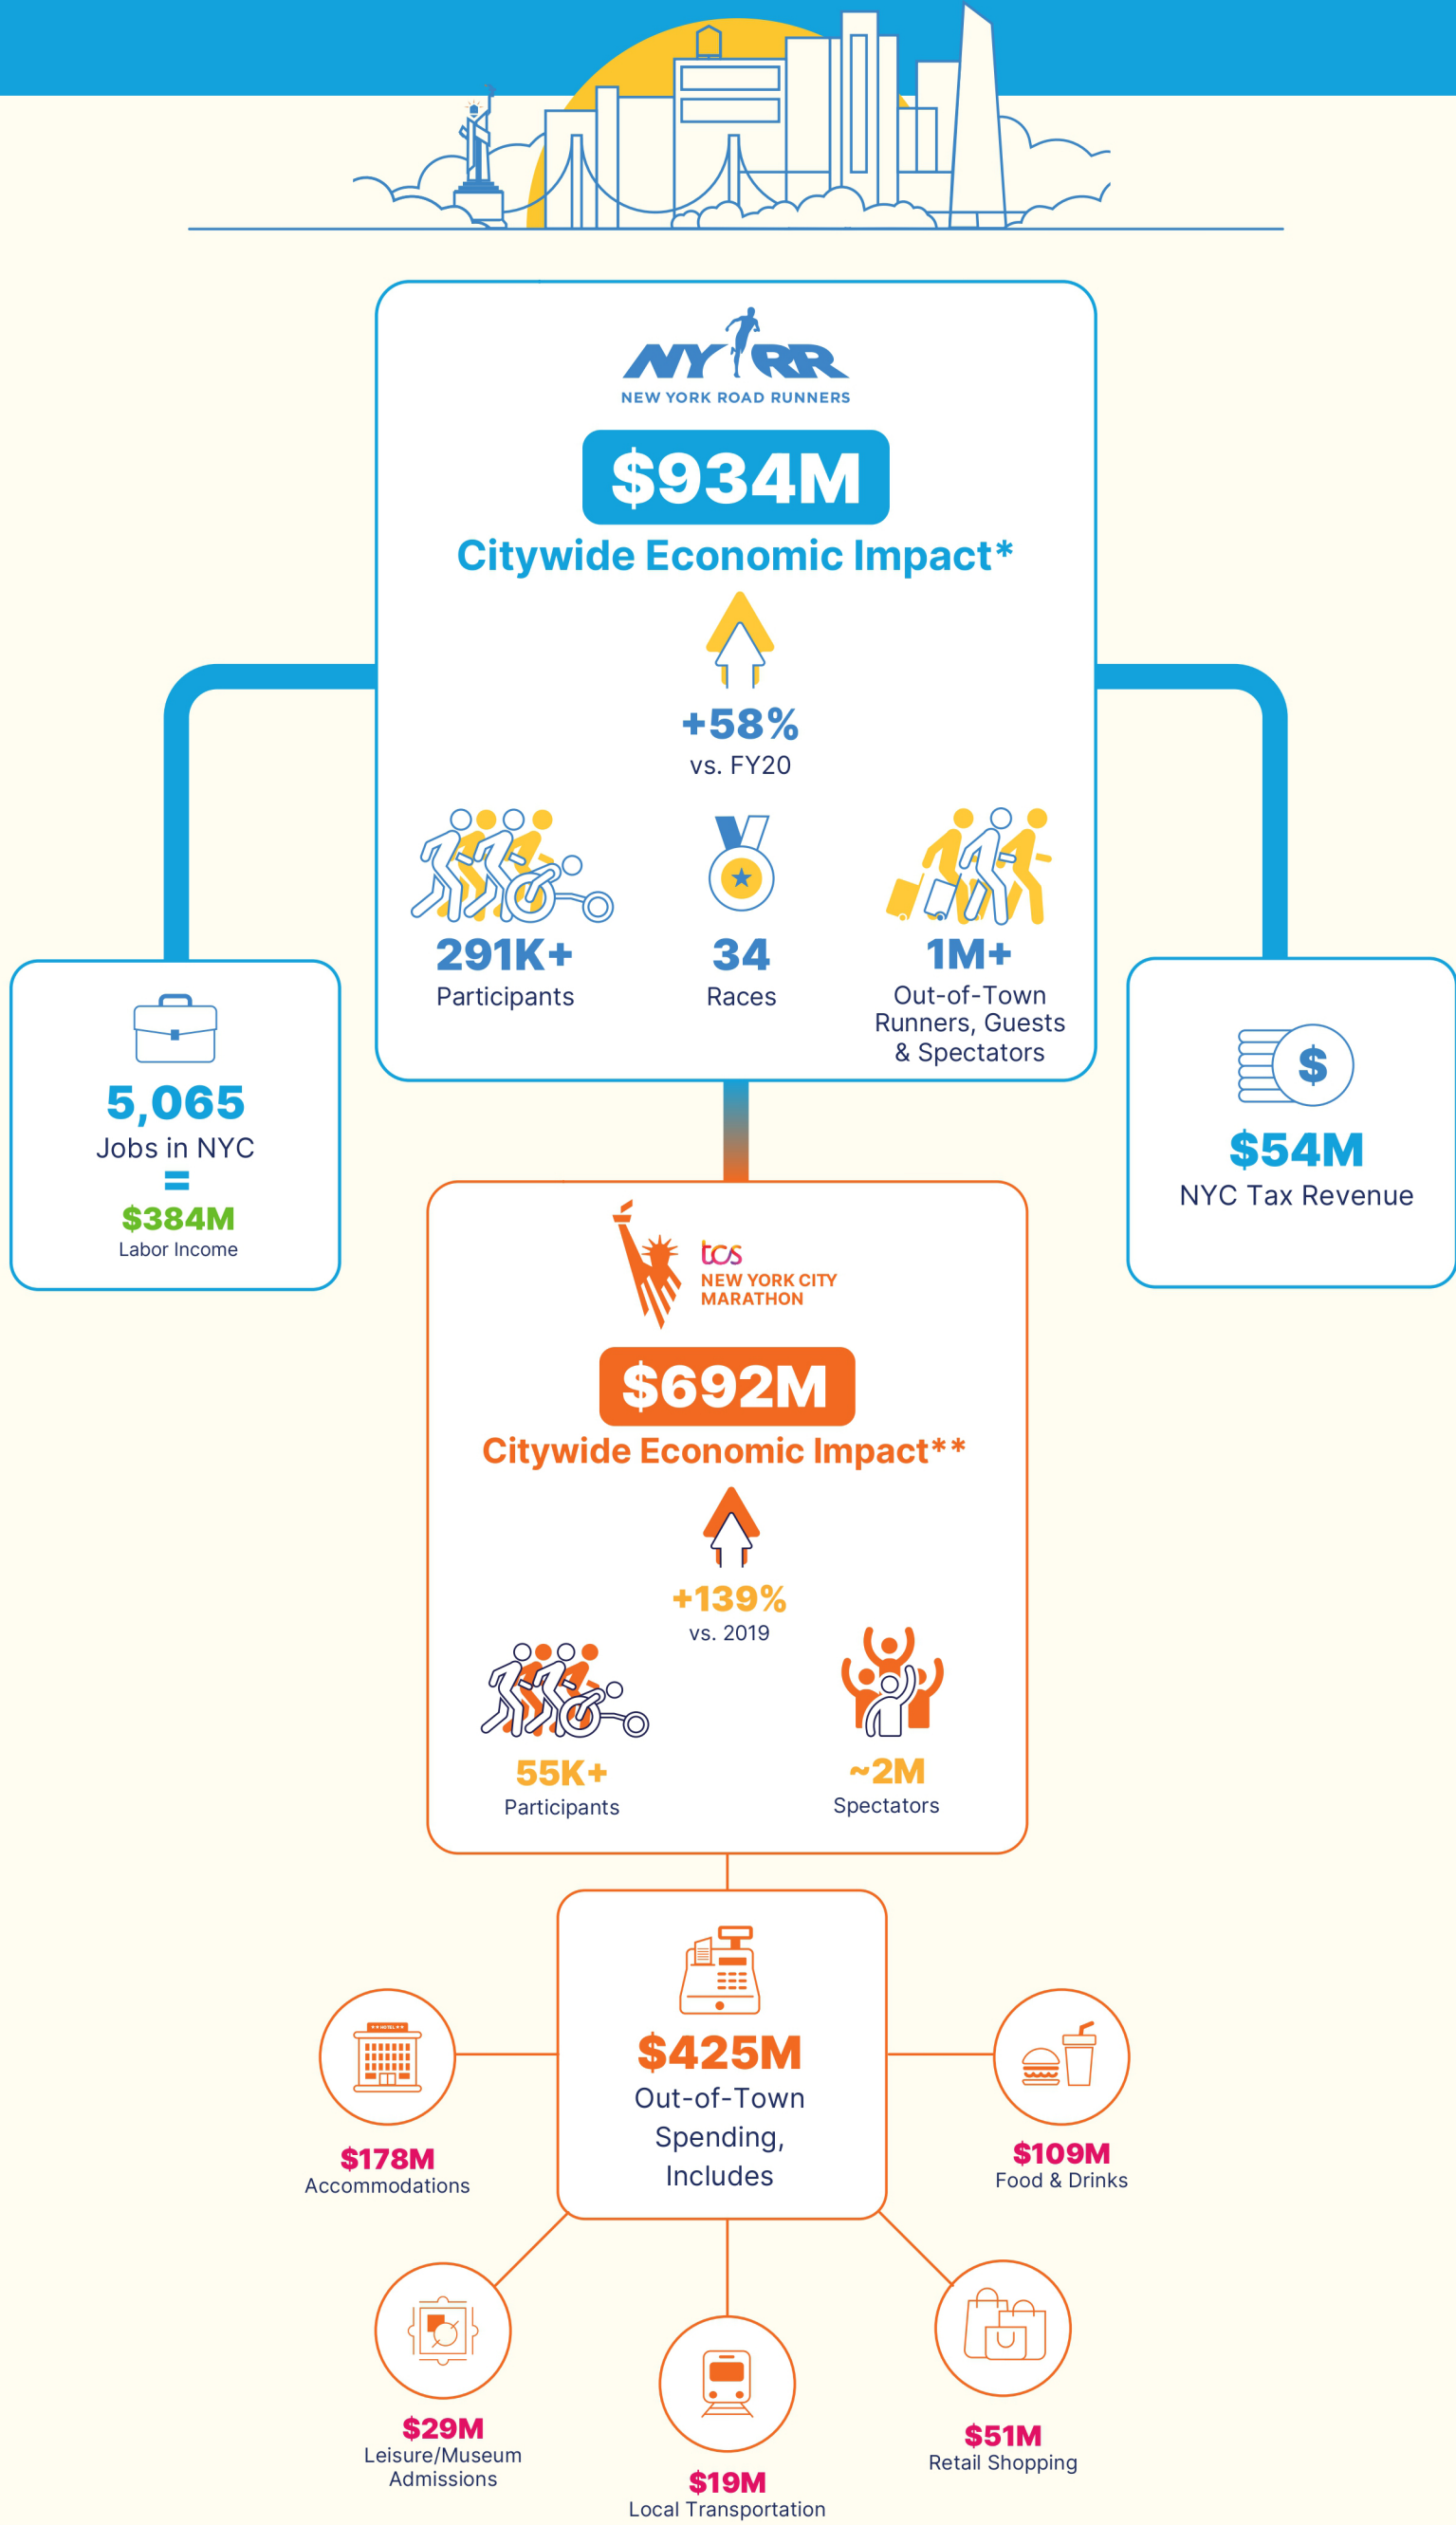 NYRR
NEW YORK ROAD RUNNERS
$934M
Citywide Economic Impact*
+58%
vs. FY20
291K+
Participants
34
Races
1M+
Out-of-Town
Runners, Guests
& Spectators
5,065
Jobs in NYC
=
$384M
Labor Income
$
$54M
NYC Tax Revenue
tcs
NEW YORK CITY
MARATHON
$692M
Citywide Economic Impact**
+139%
vs. 2019
55K+
Participants
~2M
Spectators
$425M
Out-of-Town
Spending,
Includes
HOTEL
$178M
Accommodations
$109M
Food & Drinks
$29M
Leisure/Museum
Admissions
$19M
Local Transportation
$51M
Retail Shopping